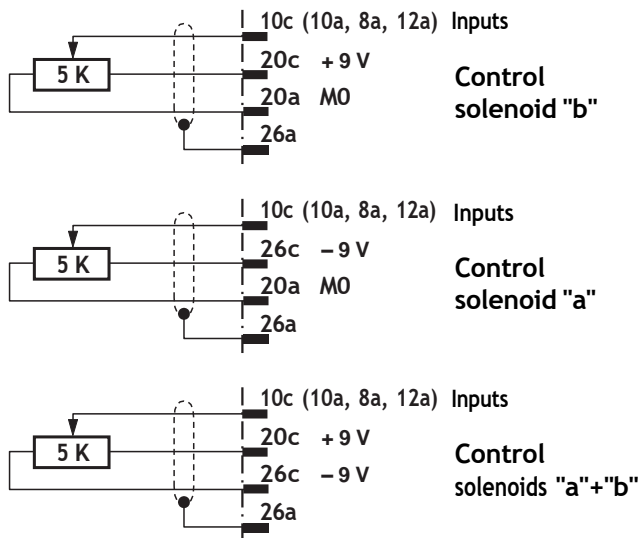 10c (10a, 8a, 12a) Inputs
5 K
20c + 9 V
20a M0
26a
Control
solenoid "b"
10c (10a, 8a, 12a) Inputs
5 K
26c – 9 V
20a M0
26a
Control
solenoid "a"
10c (10a, 8a, 12a) Inputs
5 K
20c + 9 V
26c – 9 V
26a
Control
solenoids "a"+"b"